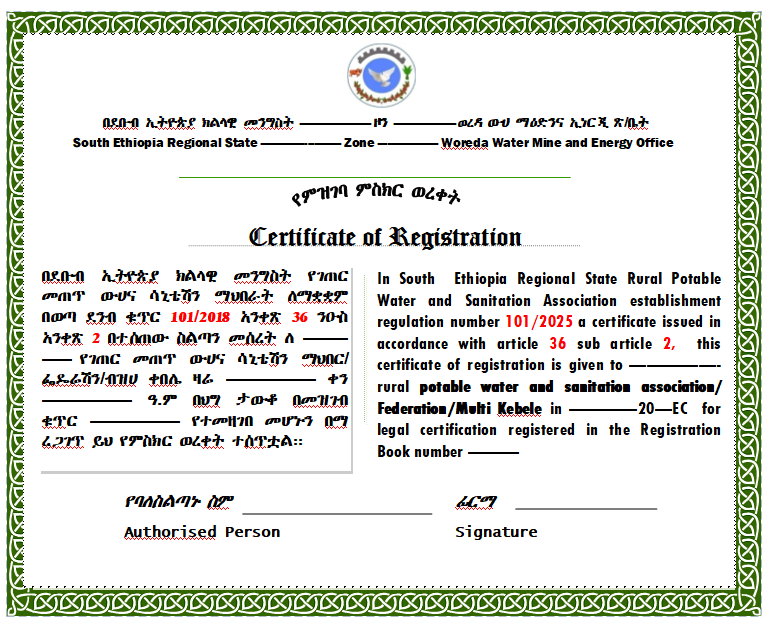 በደቡብ ኢትዮጵያ ክልላዊ መንግስት ————— ዞን —————ወረዳ ውሀ ማዕድንና ኢነርጂ ጽ/ቤት
South Ethiopia Regional State —————— Zone ————— Woreda Water Mine and Energy Office
የምዝገባ ምስክር ወረቀት
Certificate of Registration
በደቡብ ኢትዮጵያ ክልላዊ መንግስት የገጠር
መጠጥ ውሀና ሳኒቴሽን ማህበራት ለማቋቋም
በወጣ ደንብ ቁጥር 101/2018 አንቀጽ 36 ንዑስ
አንቀጽ 2 በተሰጠው ስልጣን መሰረት ለ ———
—— የገጠር መጠጥ ውሀና ሳኒቴሽን ማህበር/
ፌዴሬሽን/ብዝሀ ቀበሌ ዛሬ —————— ቀን
—————— ዓ.ም በህግ ታውቆ በመዝገብ
ቁጥር —————— የተመዘገበ መሆኑን በማ
ረጋገጥ ይህ የምስክር ወረቀት ተሰጥቷል፡፡
In South Ethiopia Regional State Rural Potable
Water and Sanitation Association establishment
regulation number 101/2025 a certificate issued in
accordance with article 36 sub article 2, this
certificate of registration is given to ——————-
rural potable water and sanitation association/
Federation/Multi Kebele in —————20—EC for
legal certification registered in the Registration
Book number ————
የባለስልጣኑ ስም ____________________ ፊርማ _______________
Authorised Person Signature